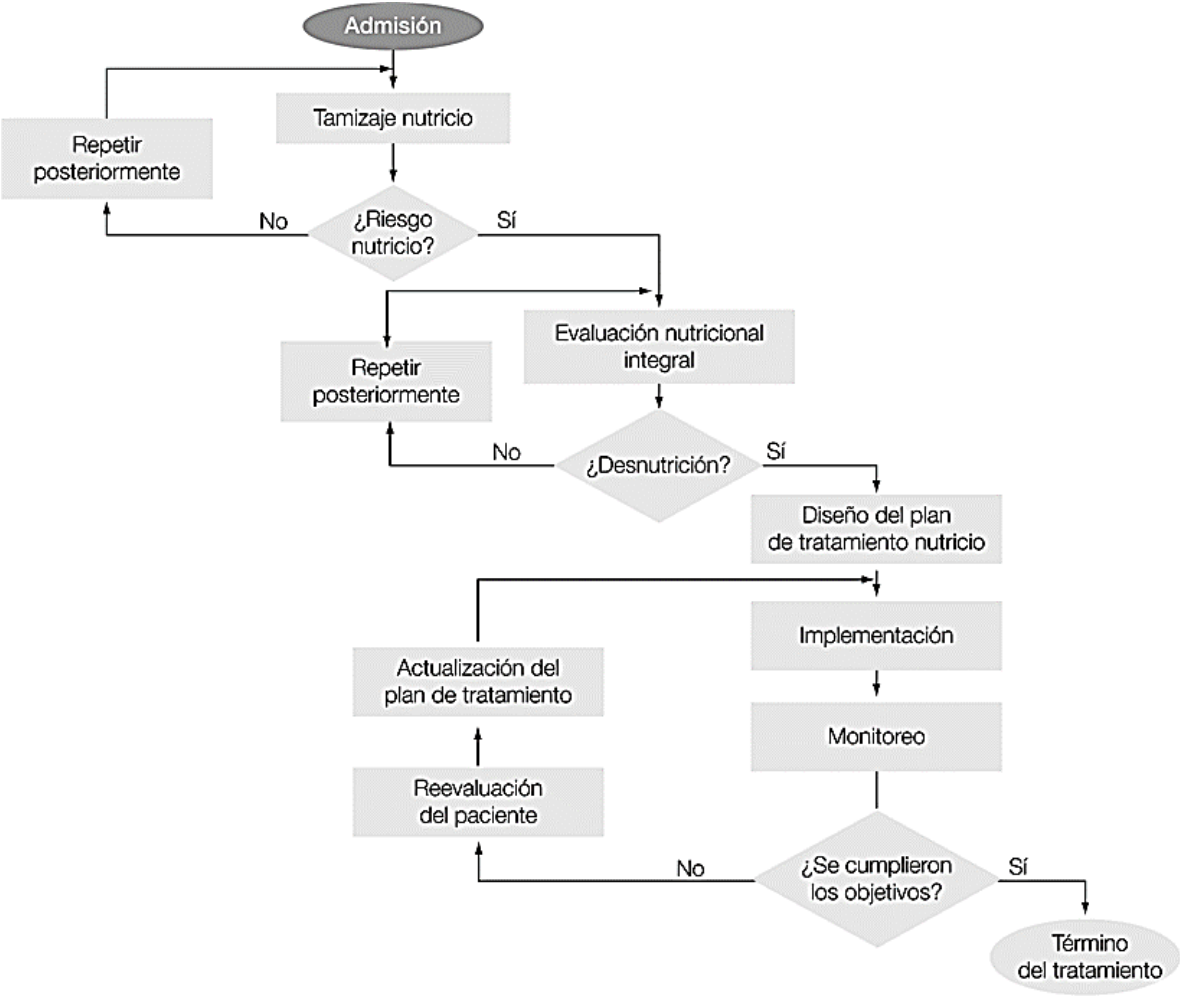 Admisión
Tamizaje nutricio
Repetir
posteriormente
No
¿Riesgo
nutricio?
Sí
Evaluación nutricional
integral
Repetir
posteriormente
No
¿Desnutrición?
Sí
Diseño del plan
de tratamiento nutricio
Implementación
Actualización del
plan de tratamiento
Monitoreo
Reevaluación
del paciente
No
¿Se cumplieron
los objetivos?
Sí
Término
del tratamiento